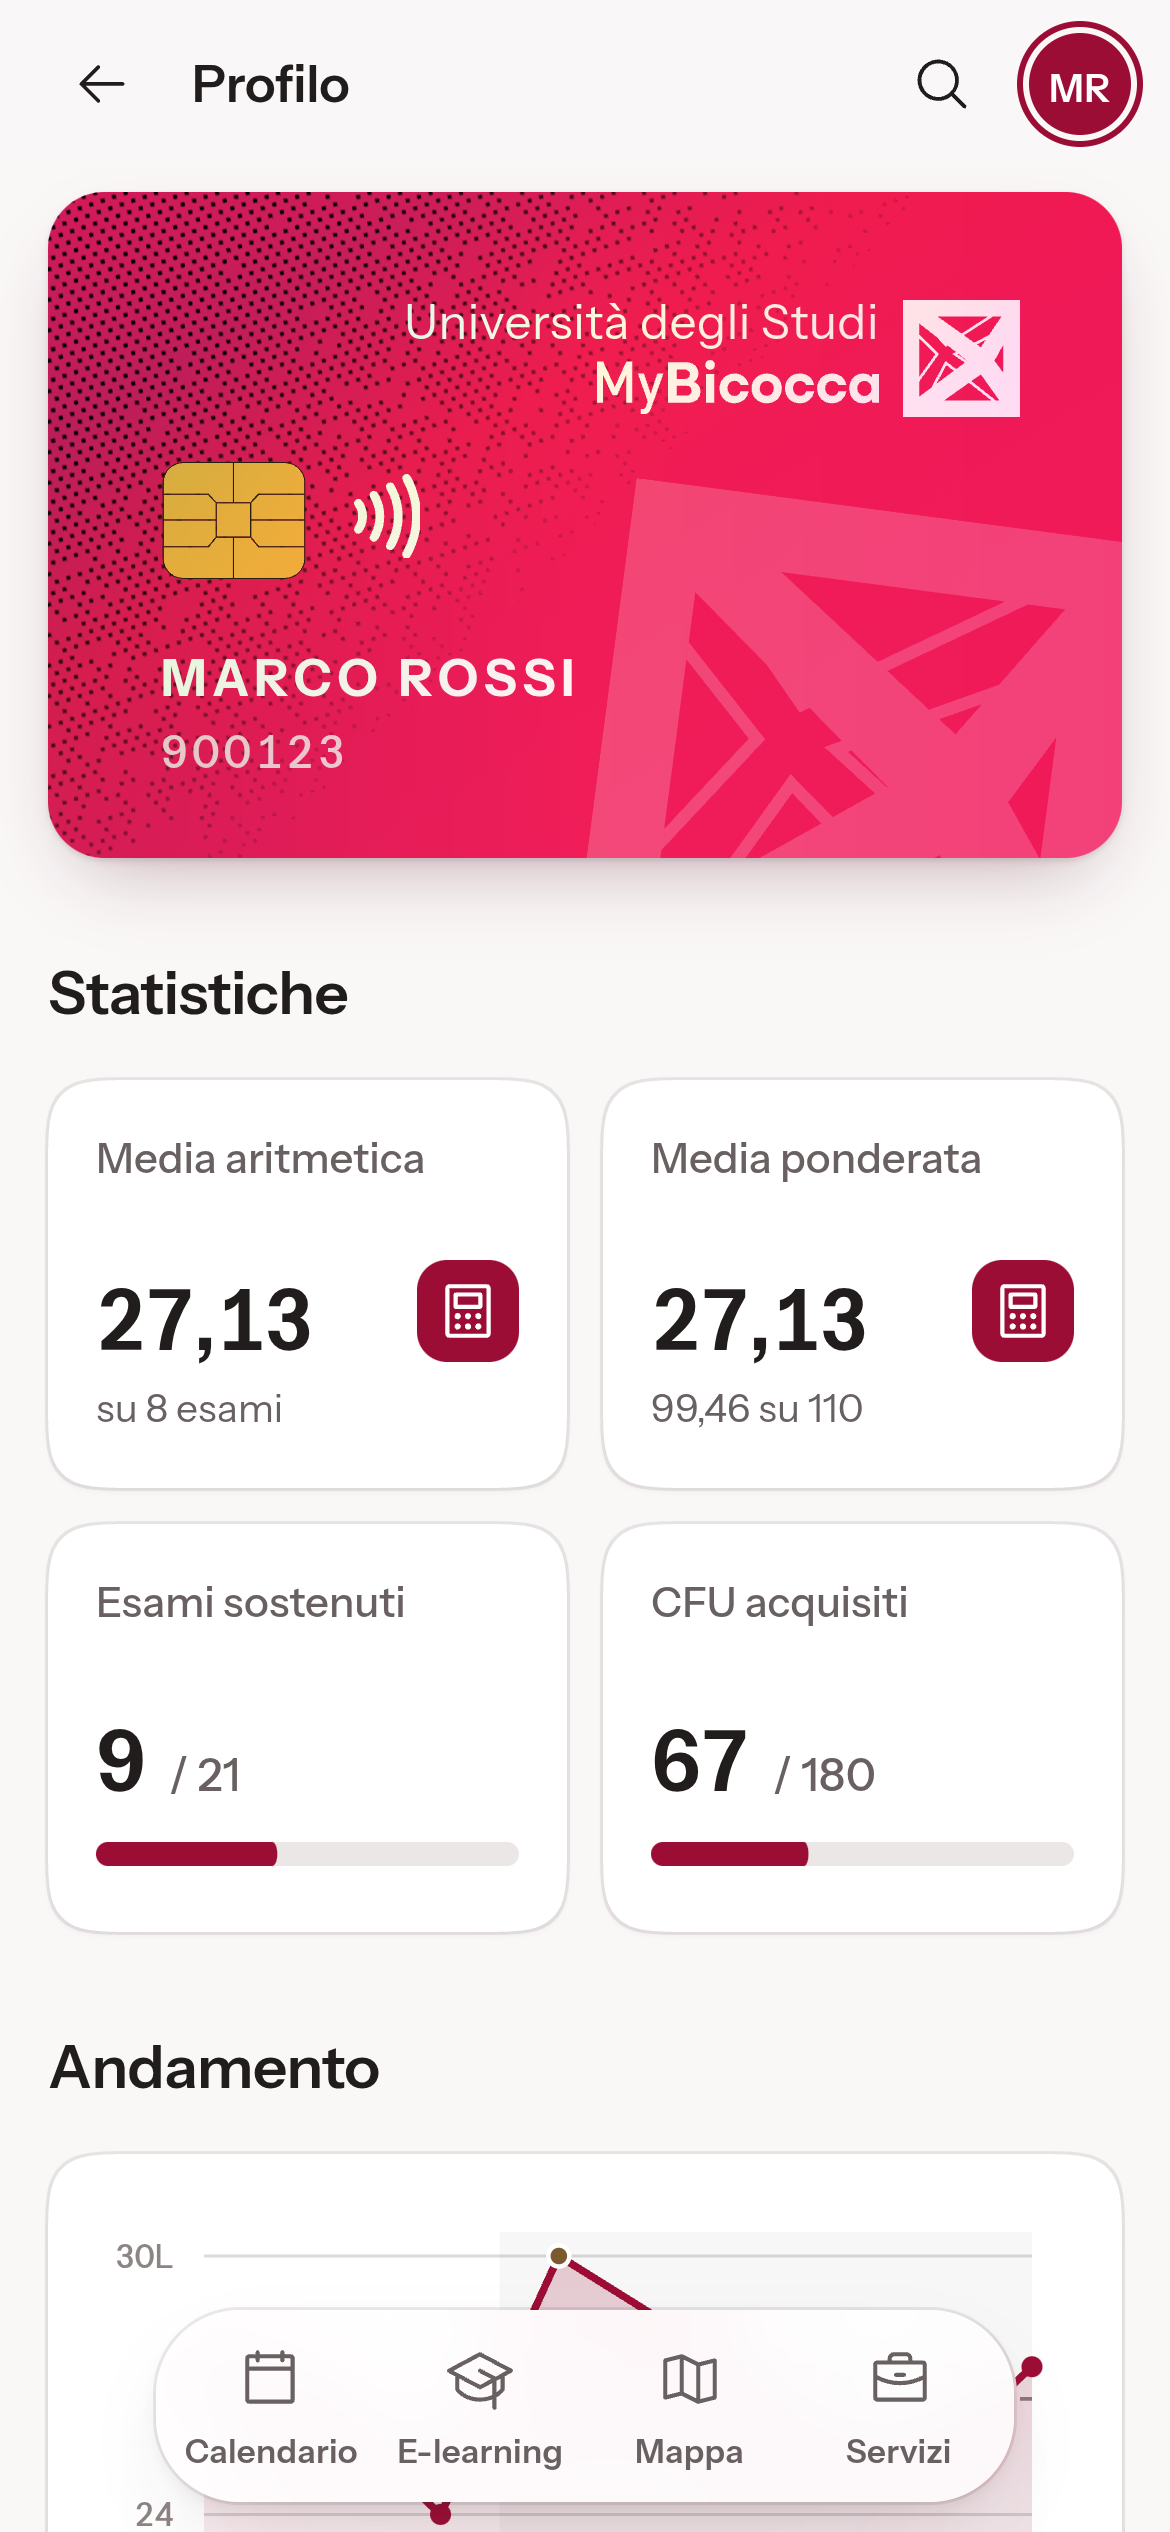 Profilo
MR
Università degli Studi
MyBicocca
MARCO ROSSI
900123
Statistiche
Media aritmetica
27,13
su 8 esami
Media ponderata
27,13
99,46 su 110
Esami sostenuti
9 / 21
CFU acquisiti
67 / 180
Andamento
30L
24
Calendario
E-learning
Mappa
Servizi